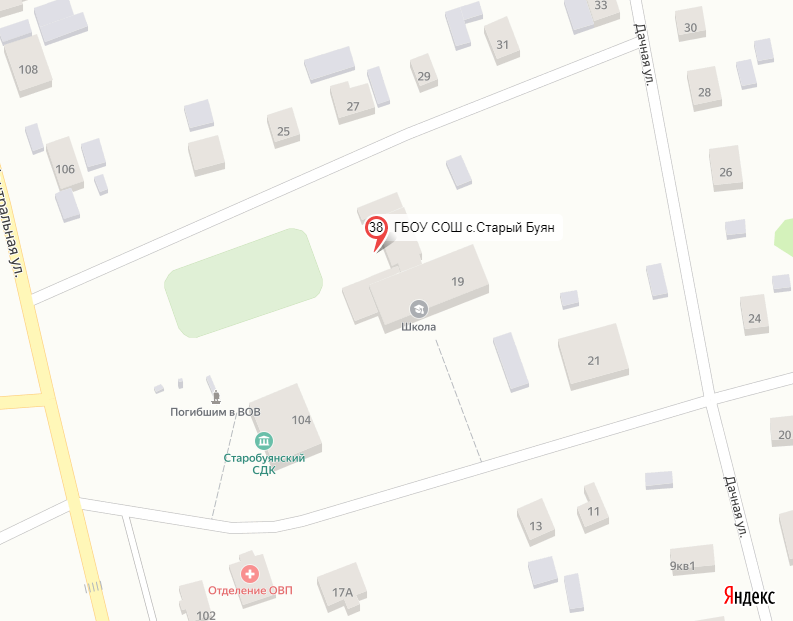 33
30
Дачная ул.
108
31
29
28
27
25
106
26
Центральная ул.
38 ГБОУ СОШ с.Старый Буян
19
Школа
24
21
Погибшим в ВОВ
104
Старобуянский
СДК
20
Дачная ул.
13
11
9кв1
Отделение ОВП
17А
102
Яндекс